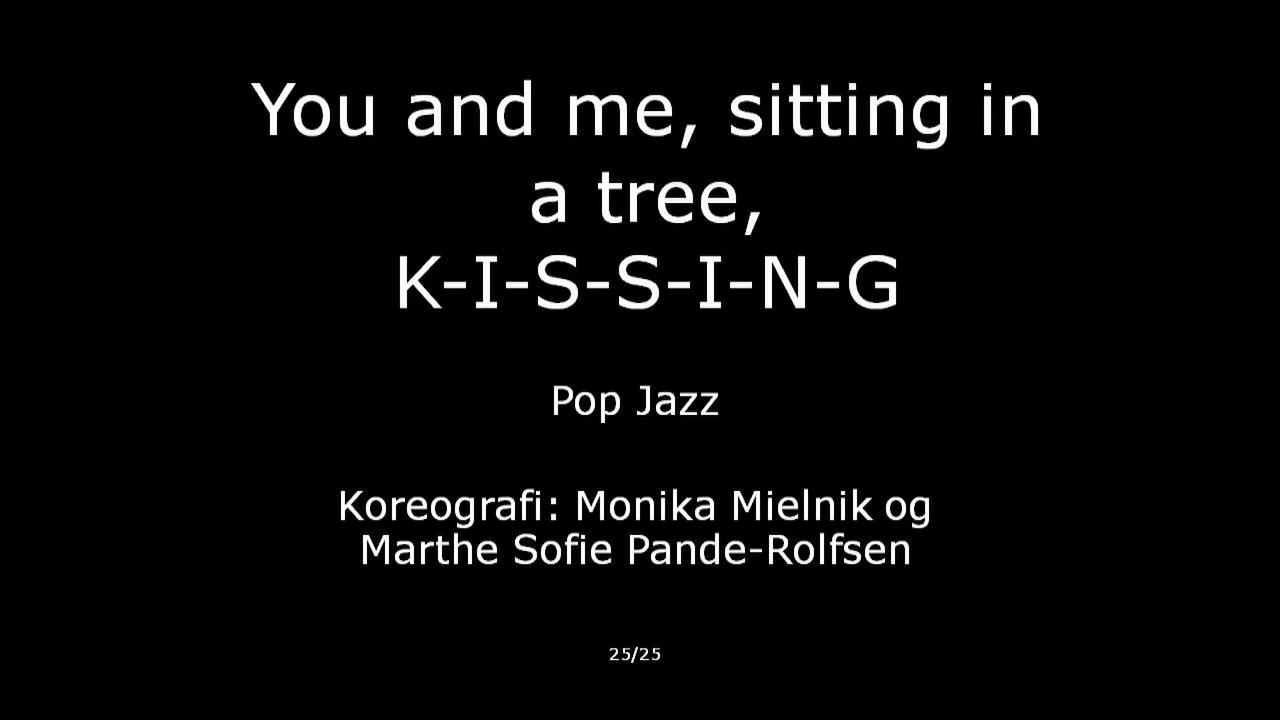 You and me, sitting in
a tree,
K-I-S-S-I-N-G
Pop Jazz
Koreografi: Monika Mielnik og
Marthe Sofie Pande-Rolfsen
25/25